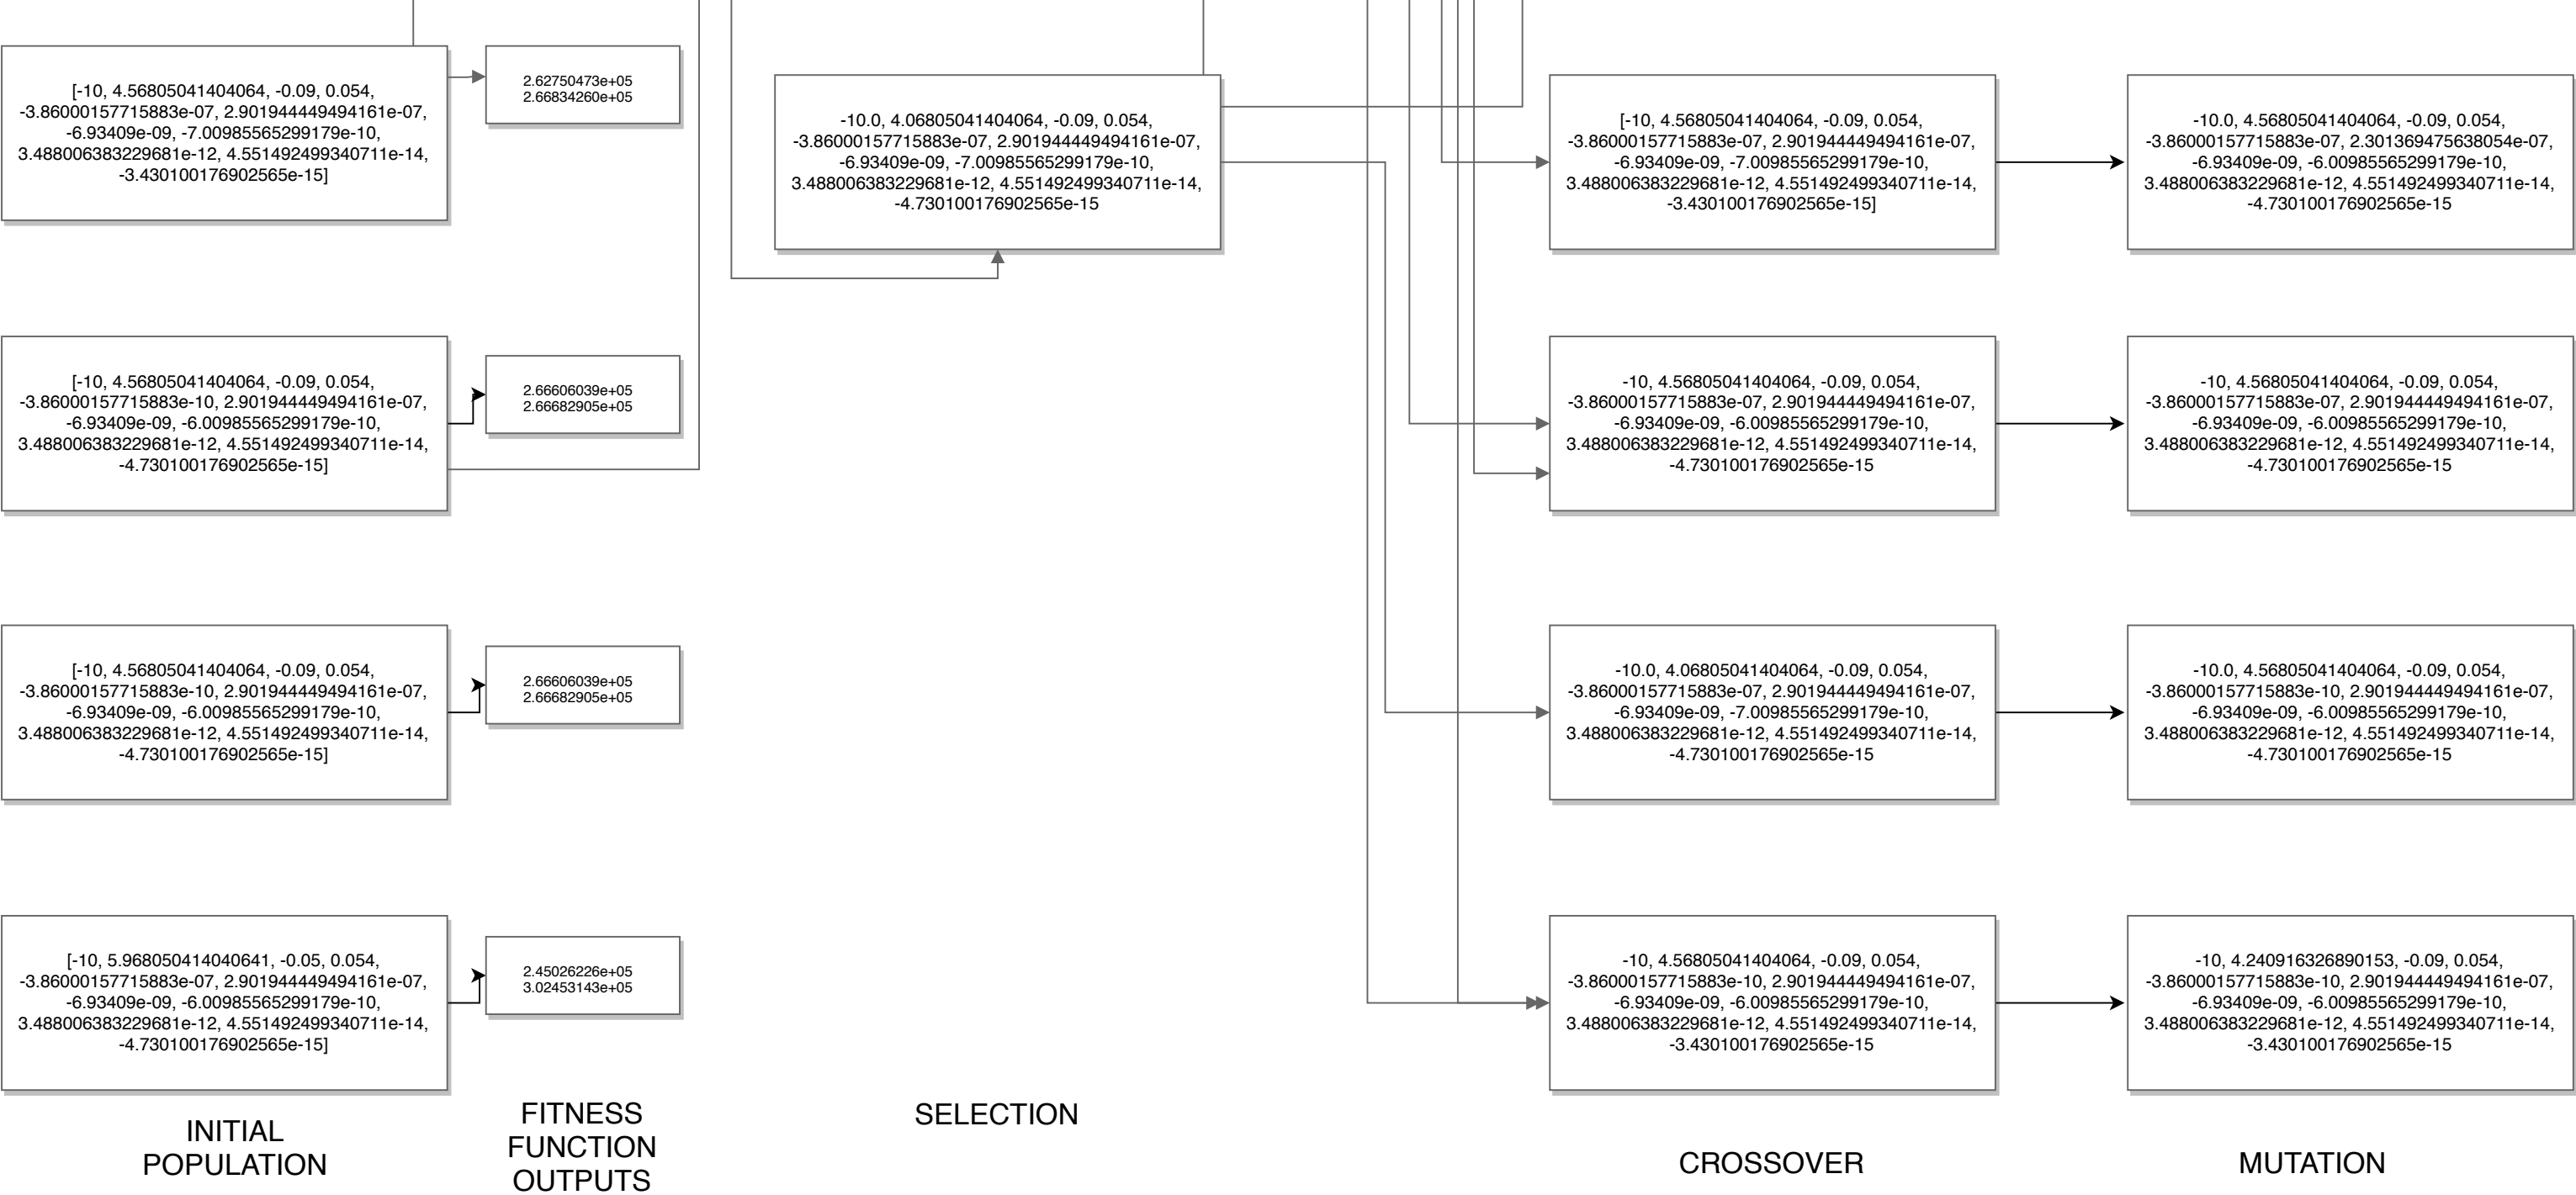 [-10, 4.56805041404064, -0.09, 0.054,
-3.86000157715883e-07, 2.901944449494161e-07,
-6.93409e-09, -7.00985565299179e-10,
3.488006383229681e-12, 4.551492499340711e-14,
-3.430100176902565e-15]
2.62750473e+05
2.66834260e+05
-10.0, 4.06805041404064, -0.09, 0.054,
-3.86000157715883e-07, 2.901944449494161e-07,
-6.93409e-09, -7.00985565299179e-10,
3.488006383229681e-12, 4.551492499340711e-14,
-4.730100176902565e-15
[-10, 4.56805041404064, -0.09, 0.054,
-3.86000157715883e-07, 2.901944449494161e-07,
-6.93409e-09, -7.00985565299179e-10,
3.488006383229681e-12, 4.551492499340711e-14,
-3.430100176902565e-15]
-10.0, 4.56805041404064, -0.09, 0.054,
-3.86000157715883e-07, 2.301369475638054e-07,
-6.93409e-09, -6.00985565299179e-10,
3.488006383229681e-12, 4.551492499340711e-14,
-4.730100176902565e-15
[-10, 4.56805041404064, -0.09, 0.054,
-3.86000157715883e-10, 2.901944449494161e-07,
-6.93409e-09, -6.00985565299179e-10,
3.488006383229681e-12, 4.551492499340711e-14,
-4.730100176902565e-15]
2.66606039e+05
2.66682905e+05
-10, 4.56805041404064, -0.09, 0.054,
-3.86000157715883e-07, 2.901944449494161e-07,
-6.93409e-09, -6.00985565299179e-10,
3.488006383229681e-12, 4.551492499340711e-14,
-4.730100176902565e-15
-10, 4.56805041404064, -0.09, 0.054,
-3.86000157715883e-07, 2.901944449494161e-07,
-6.93409e-09, -6.00985565299179e-10,
3.488006383229681e-12, 4.551492499340711e-14,
-4.730100176902565e-15
[-10, 4.56805041404064, -0.09, 0.054,
-3.86000157715883e-10, 2.901944449494161e-07,
-6.93409e-09, -6.00985565299179e-10,
3.488006383229681e-12, 4.551492499340711e-14,
-4.730100176902565e-15]
2.66606039e+05
2.66682905e+05
-10.0, 4.06805041404064, -0.09, 0.054,
-3.86000157715883e-07, 2.901944449494161e-07,
-6.93409e-09, -7.00985565299179e-10,
3.488006383229681e-12, 4.551492499340711e-14,
-4.730100176902565e-15
-10.0, 4.56805041404064, -0.09, 0.054,
-3.86000157715883e-10, 2.901944449494161e-07,
-6.93409e-09, -6.00985565299179e-10,
3.488006383229681e-12, 4.551492499340711e-14,
-4.730100176902565e-15
[-10, 5.968050414040641, -0.05, 0.054,
-3.86000157715883e-07, 2.901944449494161e-07,
-6.93409e-09, -6.00985565299179e-10,
3.488006383229681e-12, 4.551492499340711e-14,
-4.730100176902565e-15]
2.45026226e+05
3.02453143e+05
-10, 4.56805041404064, -0.09, 0.054,
-3.86000157715883e-10, 2.901944449494161e-07,
-6.93409e-09, -6.00985565299179e-10,
3.488006383229681e-12, 4.551492499340711e-14,
-3.430100176902565e-15
-10, 4.240916326890153, -0.09, 0.054,
-3.86000157715883e-10, 2.901944449494161e-07,
-6.93409e-09, -6.00985565299179e-10,
3.488006383229681e-12, 4.551492499340711e-14,
-3.430100176902565e-15
INITIAL
POPULATION
FITNESS
FUNCTION
OUTPUTS
SELECTION
CROSSOVER
MUTATION